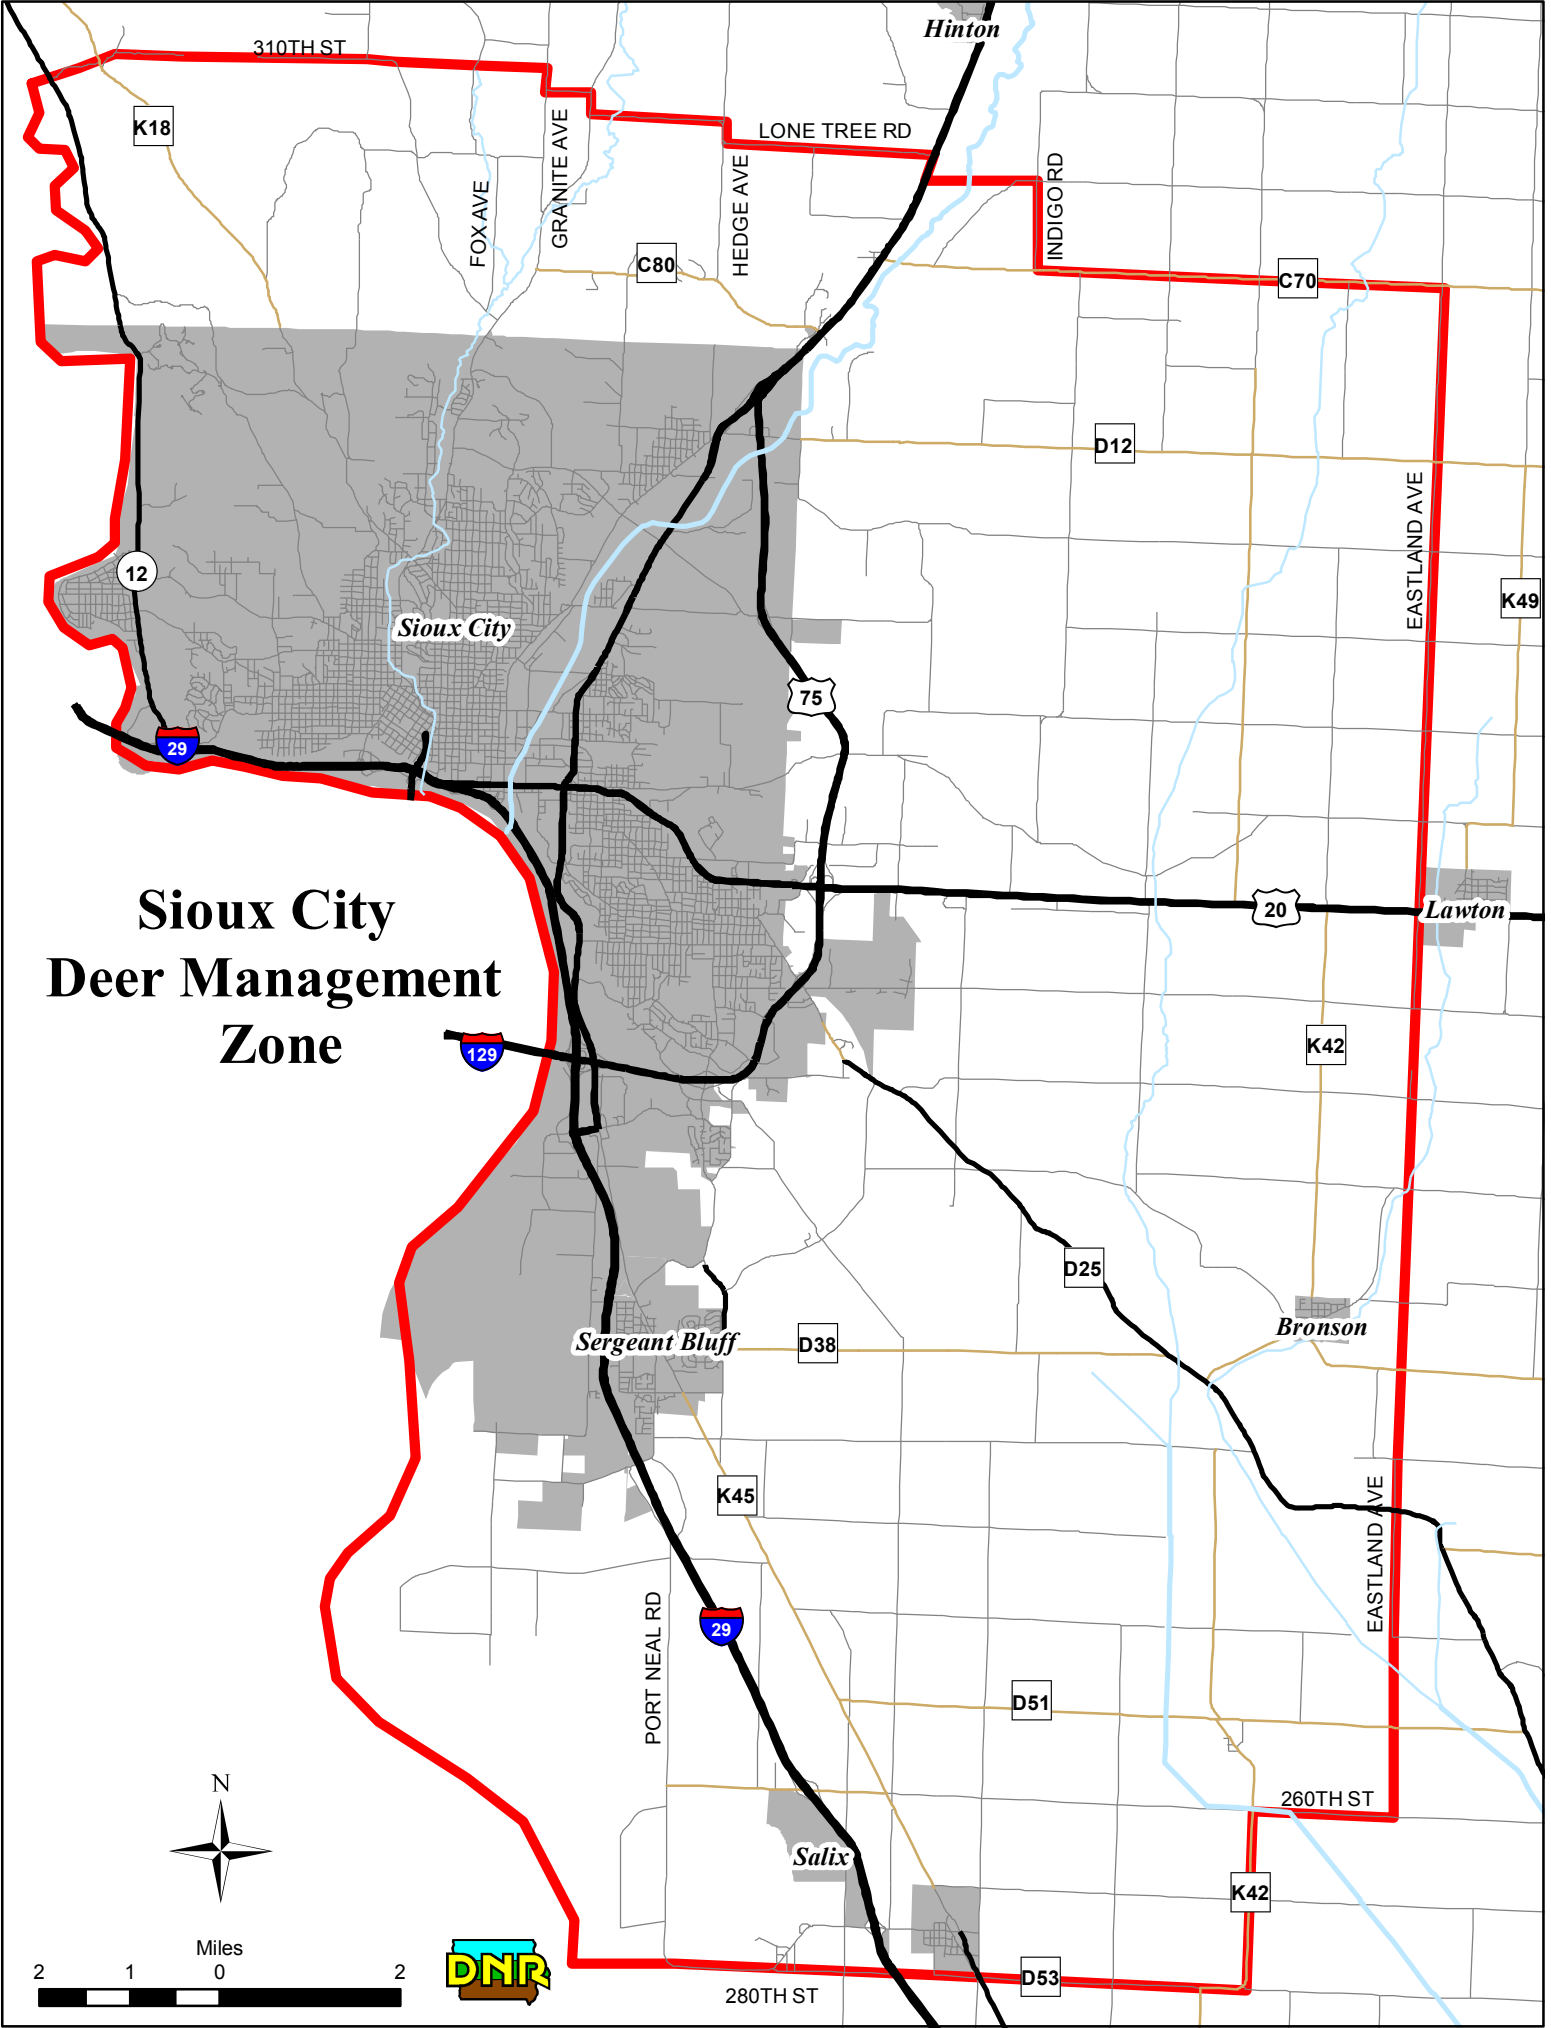 Hinton
310TH ST
K18
GRANITE AVE
LONE TREE RD
FOX AVE
HEDGE AVE
INDIGO RD
C80
C70
D12
EASTLAND AVE
12
K49
Sioux City
75
29
Sioux City
Deer Management
Zone
20
Lawton
129
K42
D25
Bronson
Sergeant Bluff
D38
K45
EASTLAND AVE
PORT NEAL RD
29
D51
N
260TH ST
Salix
K42
Miles
2 1 0 2
DNR
D53
280TH ST